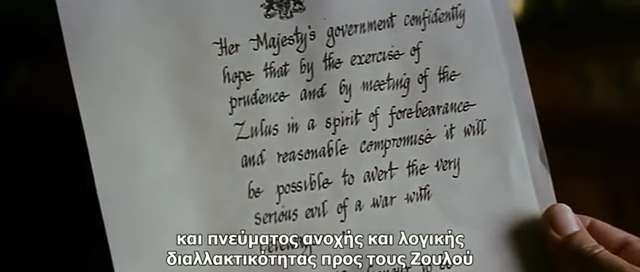 Her Majesty's government confidently
hope that by the exercise of
prudence and by meeting of the
Zulus in a spirit of forebearance
and reasonable compromise it will
be possible to avert the very
serious evil of a war with
και πνεύματος ανοχής και λογικής
διαλλακτικότητας προς τους Ζουλού